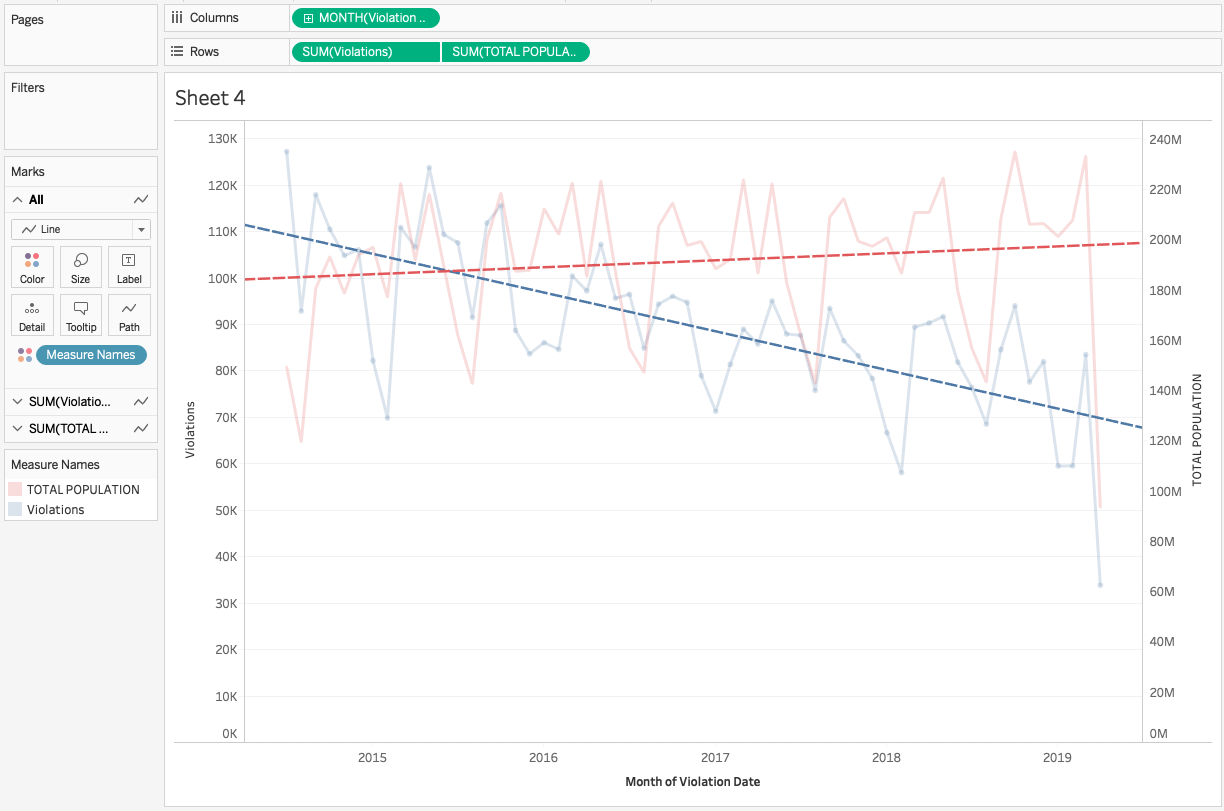 Pages
Columns
MONTH(Violation ..
Rows
SUM(Violations)
SUM(TOTAL POPULA..
Filters
Marks
All
Line
Color
Size
Label
Detail
Tooltip
Path
Measure Names
SUM(Violatio...
SUM(TOTAL ...
Measure Names
TOTAL POPULATION
Violations
Sheet 4
130K
120K
110K
100K
90K
80K
70K
60K
50K
40K
30K
20K
10K
0K
Violations
240M
220M
200M
180M
160M
140M
120M
100M
80M
60M
40M
20M
0M
TOTAL POPULATION
2015
2016
2017
2018
2019
Month of Violation Date